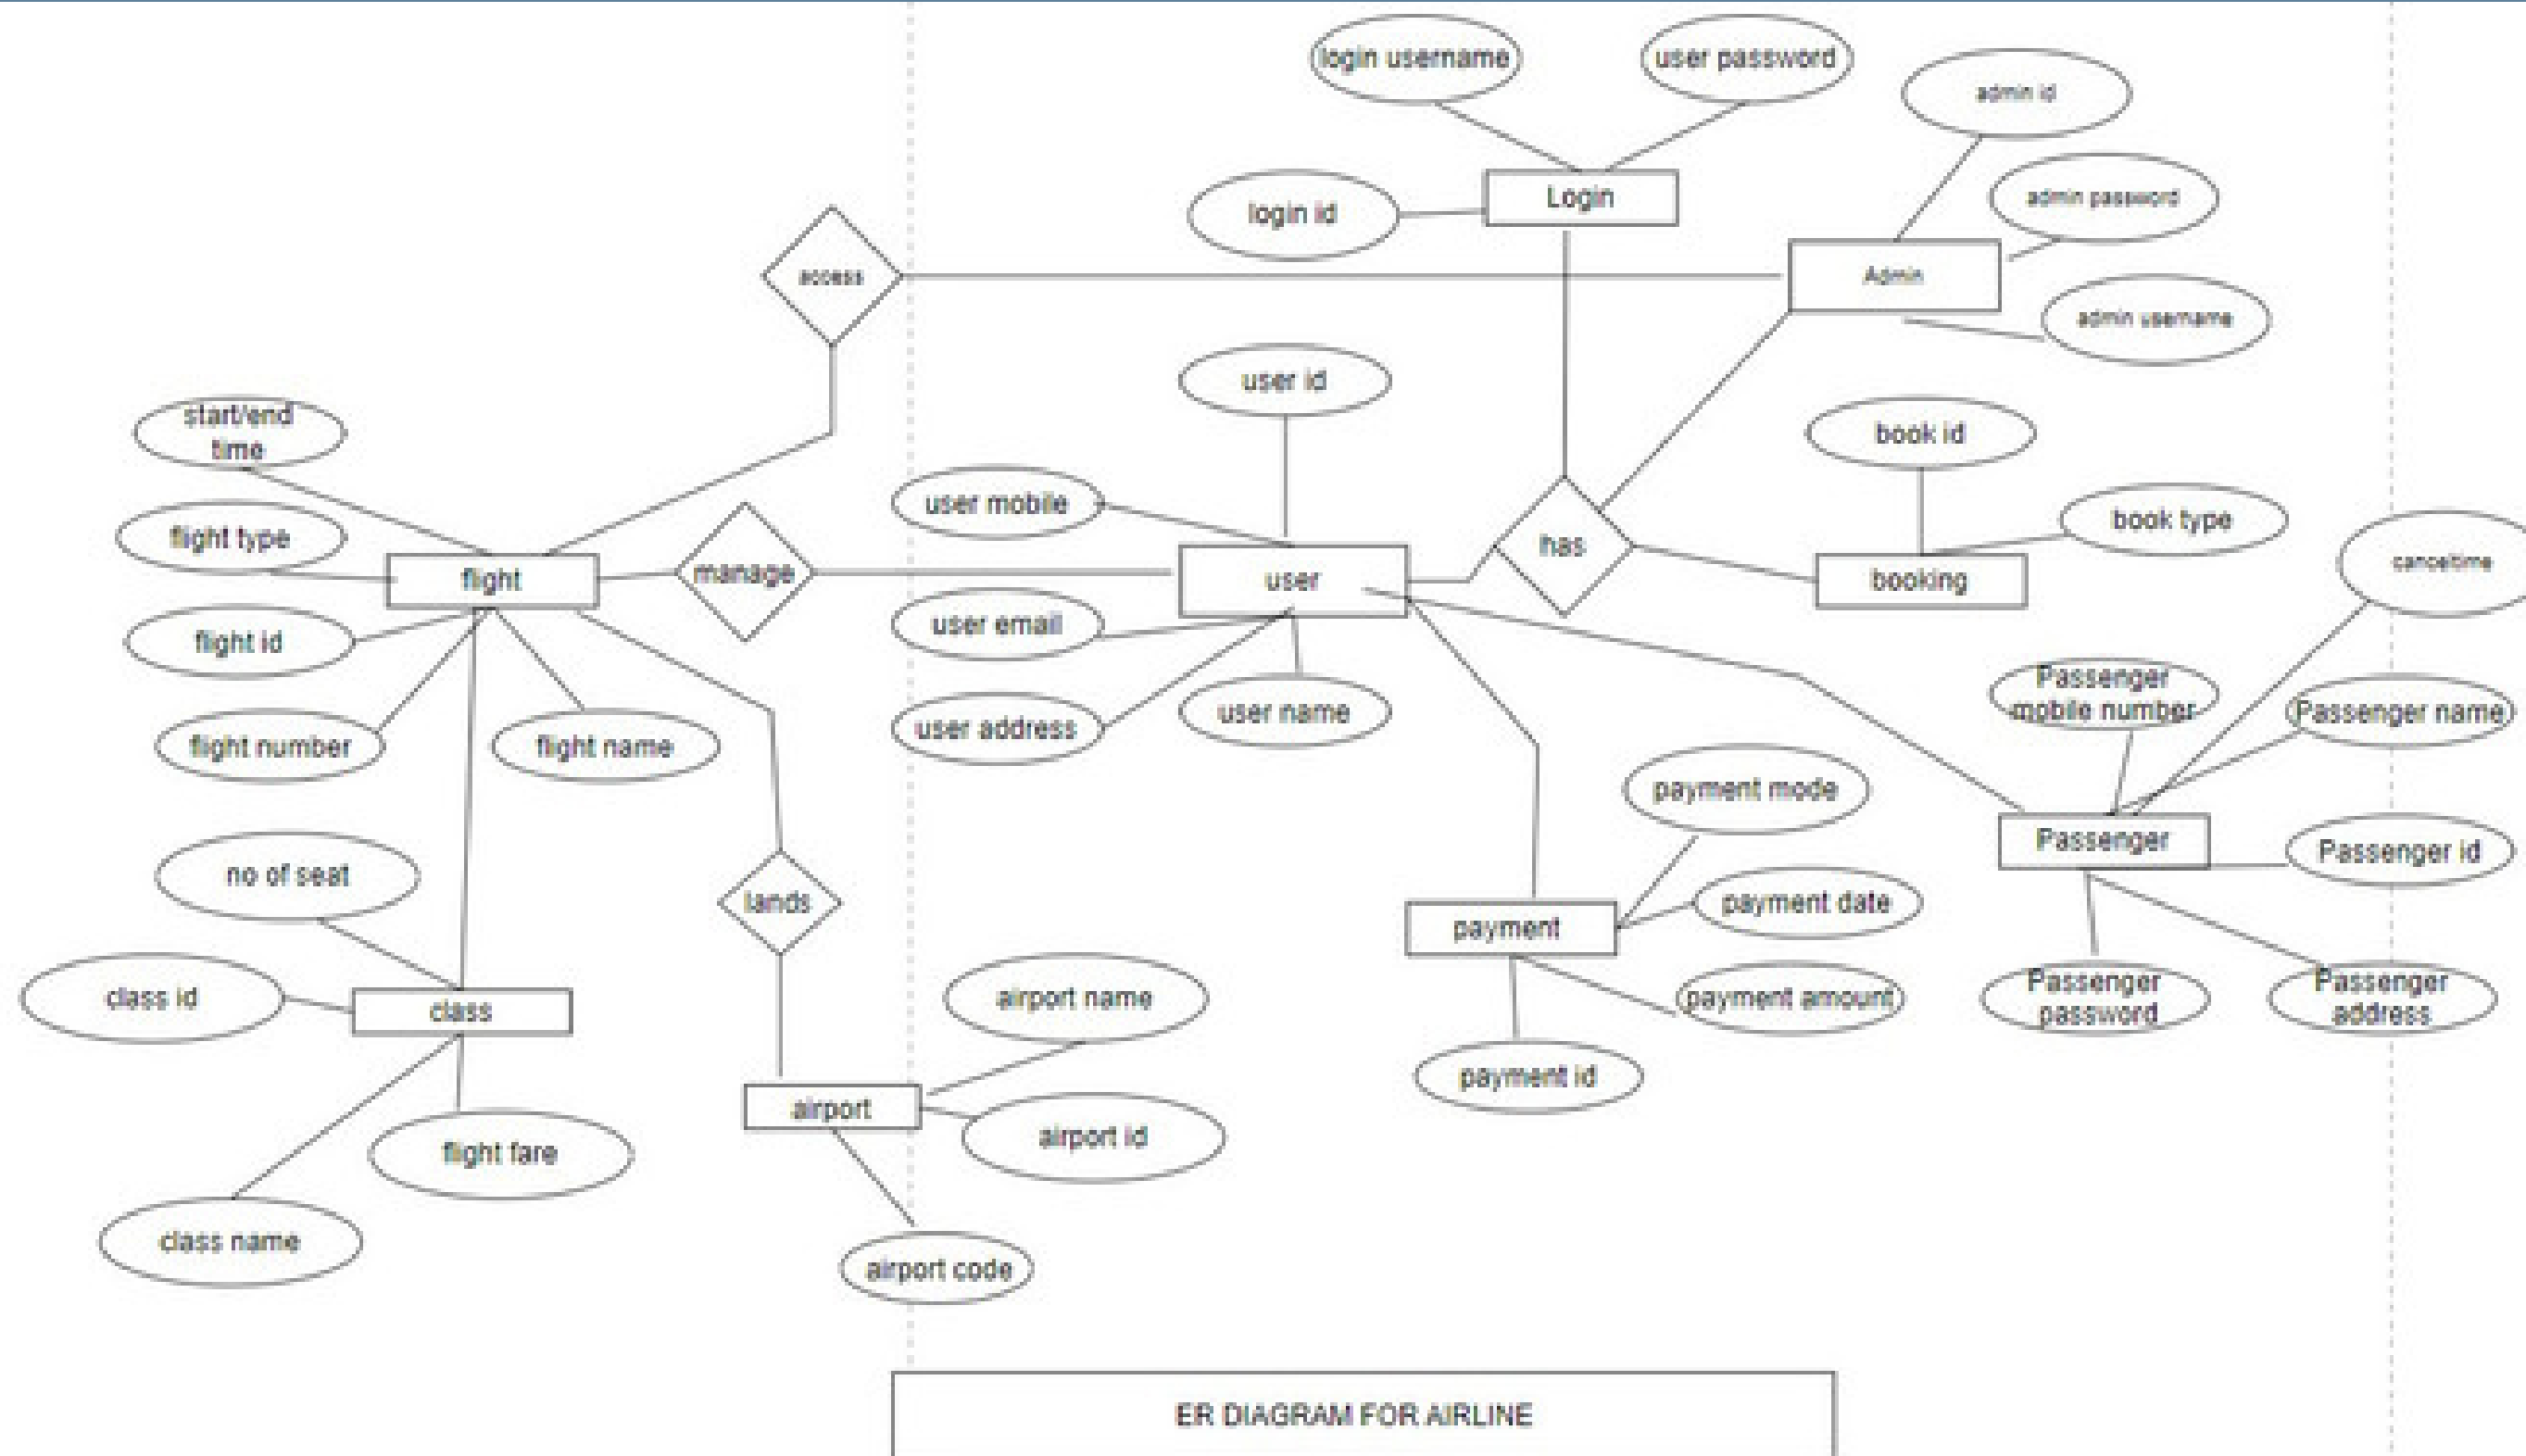 login username
user password
admin id
admin password
login id
Login
access
Admin
admin username
user id
start/end
time
book id
user mobile
book type
flight type
has
canceltime
flight
manage
user
booking
user email
flight id
Passenger
mobile number
Passenger name
user address
user name
flight number
flight name
payment mode
Passenger
Passenger id
no of seat
lands
payment date
payment
Passenger
password
Passenger
address
class id
class
airport name
payment amount
payment id
airport
airport id
flight fare
class name
airport code
ER DIAGRAM FOR AIRLINE